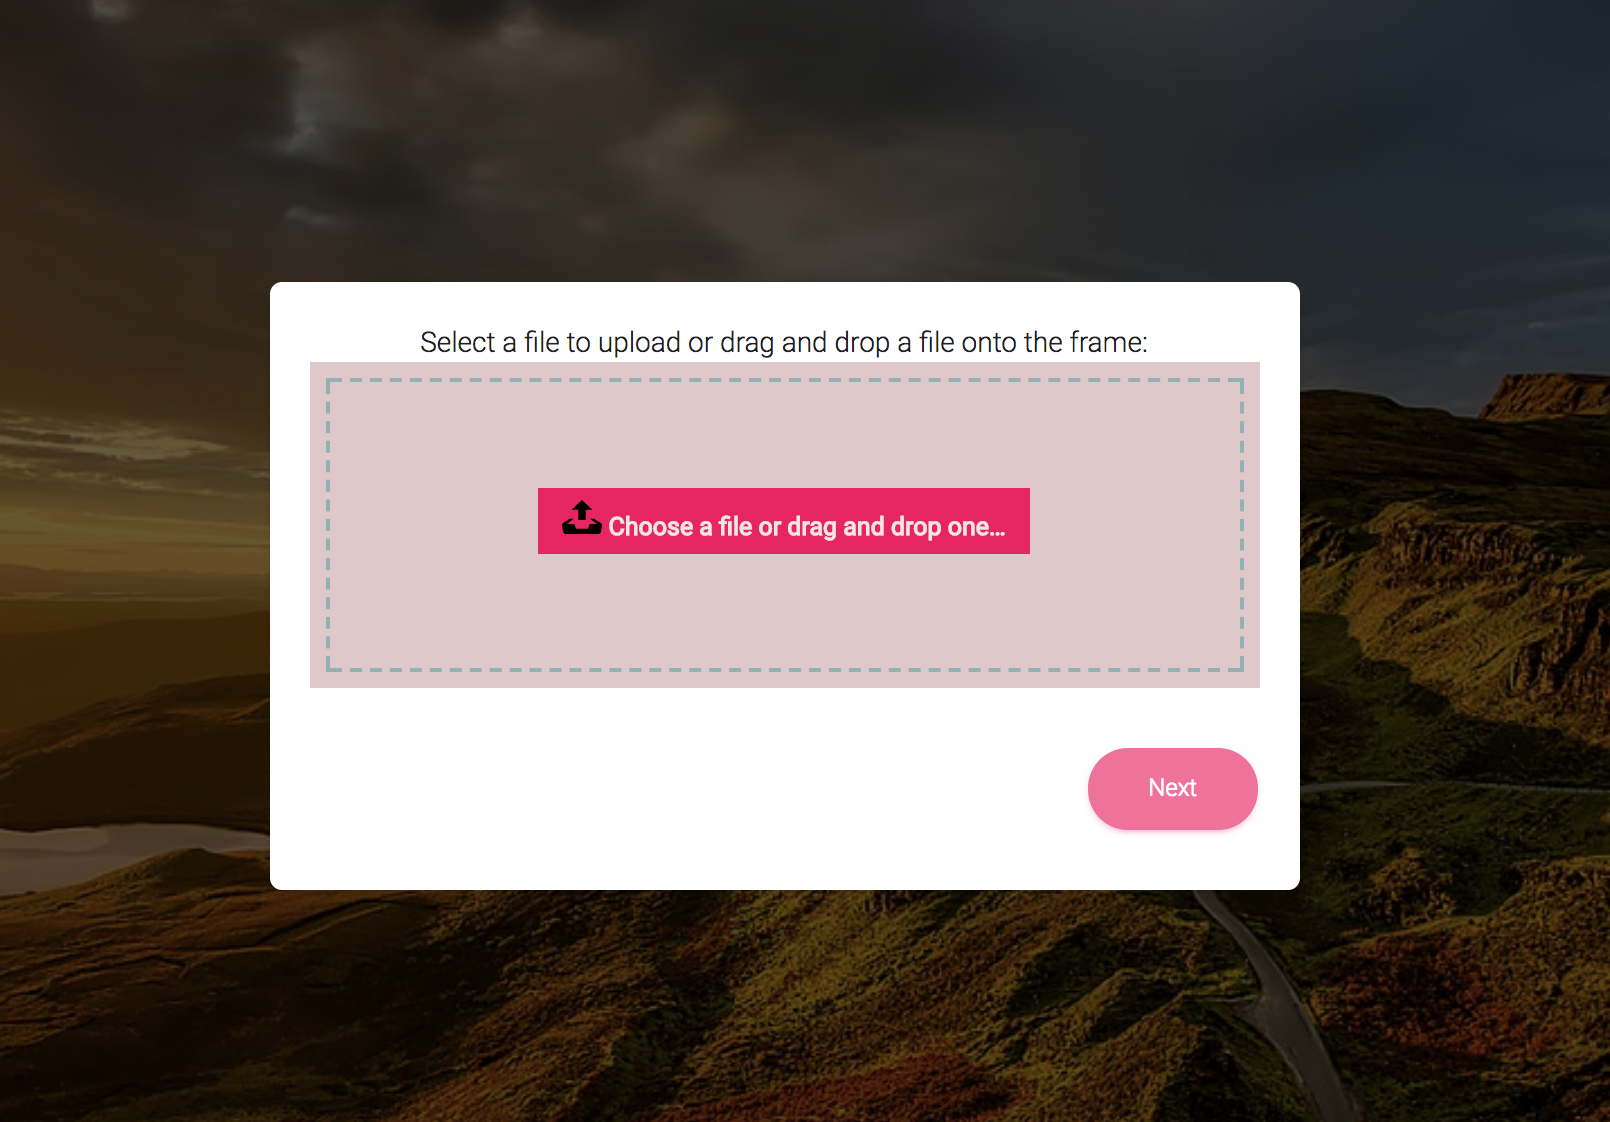 Select a file to upload or drag and drop a file onto the frame:
Choose a file or drag and drop one...
Next